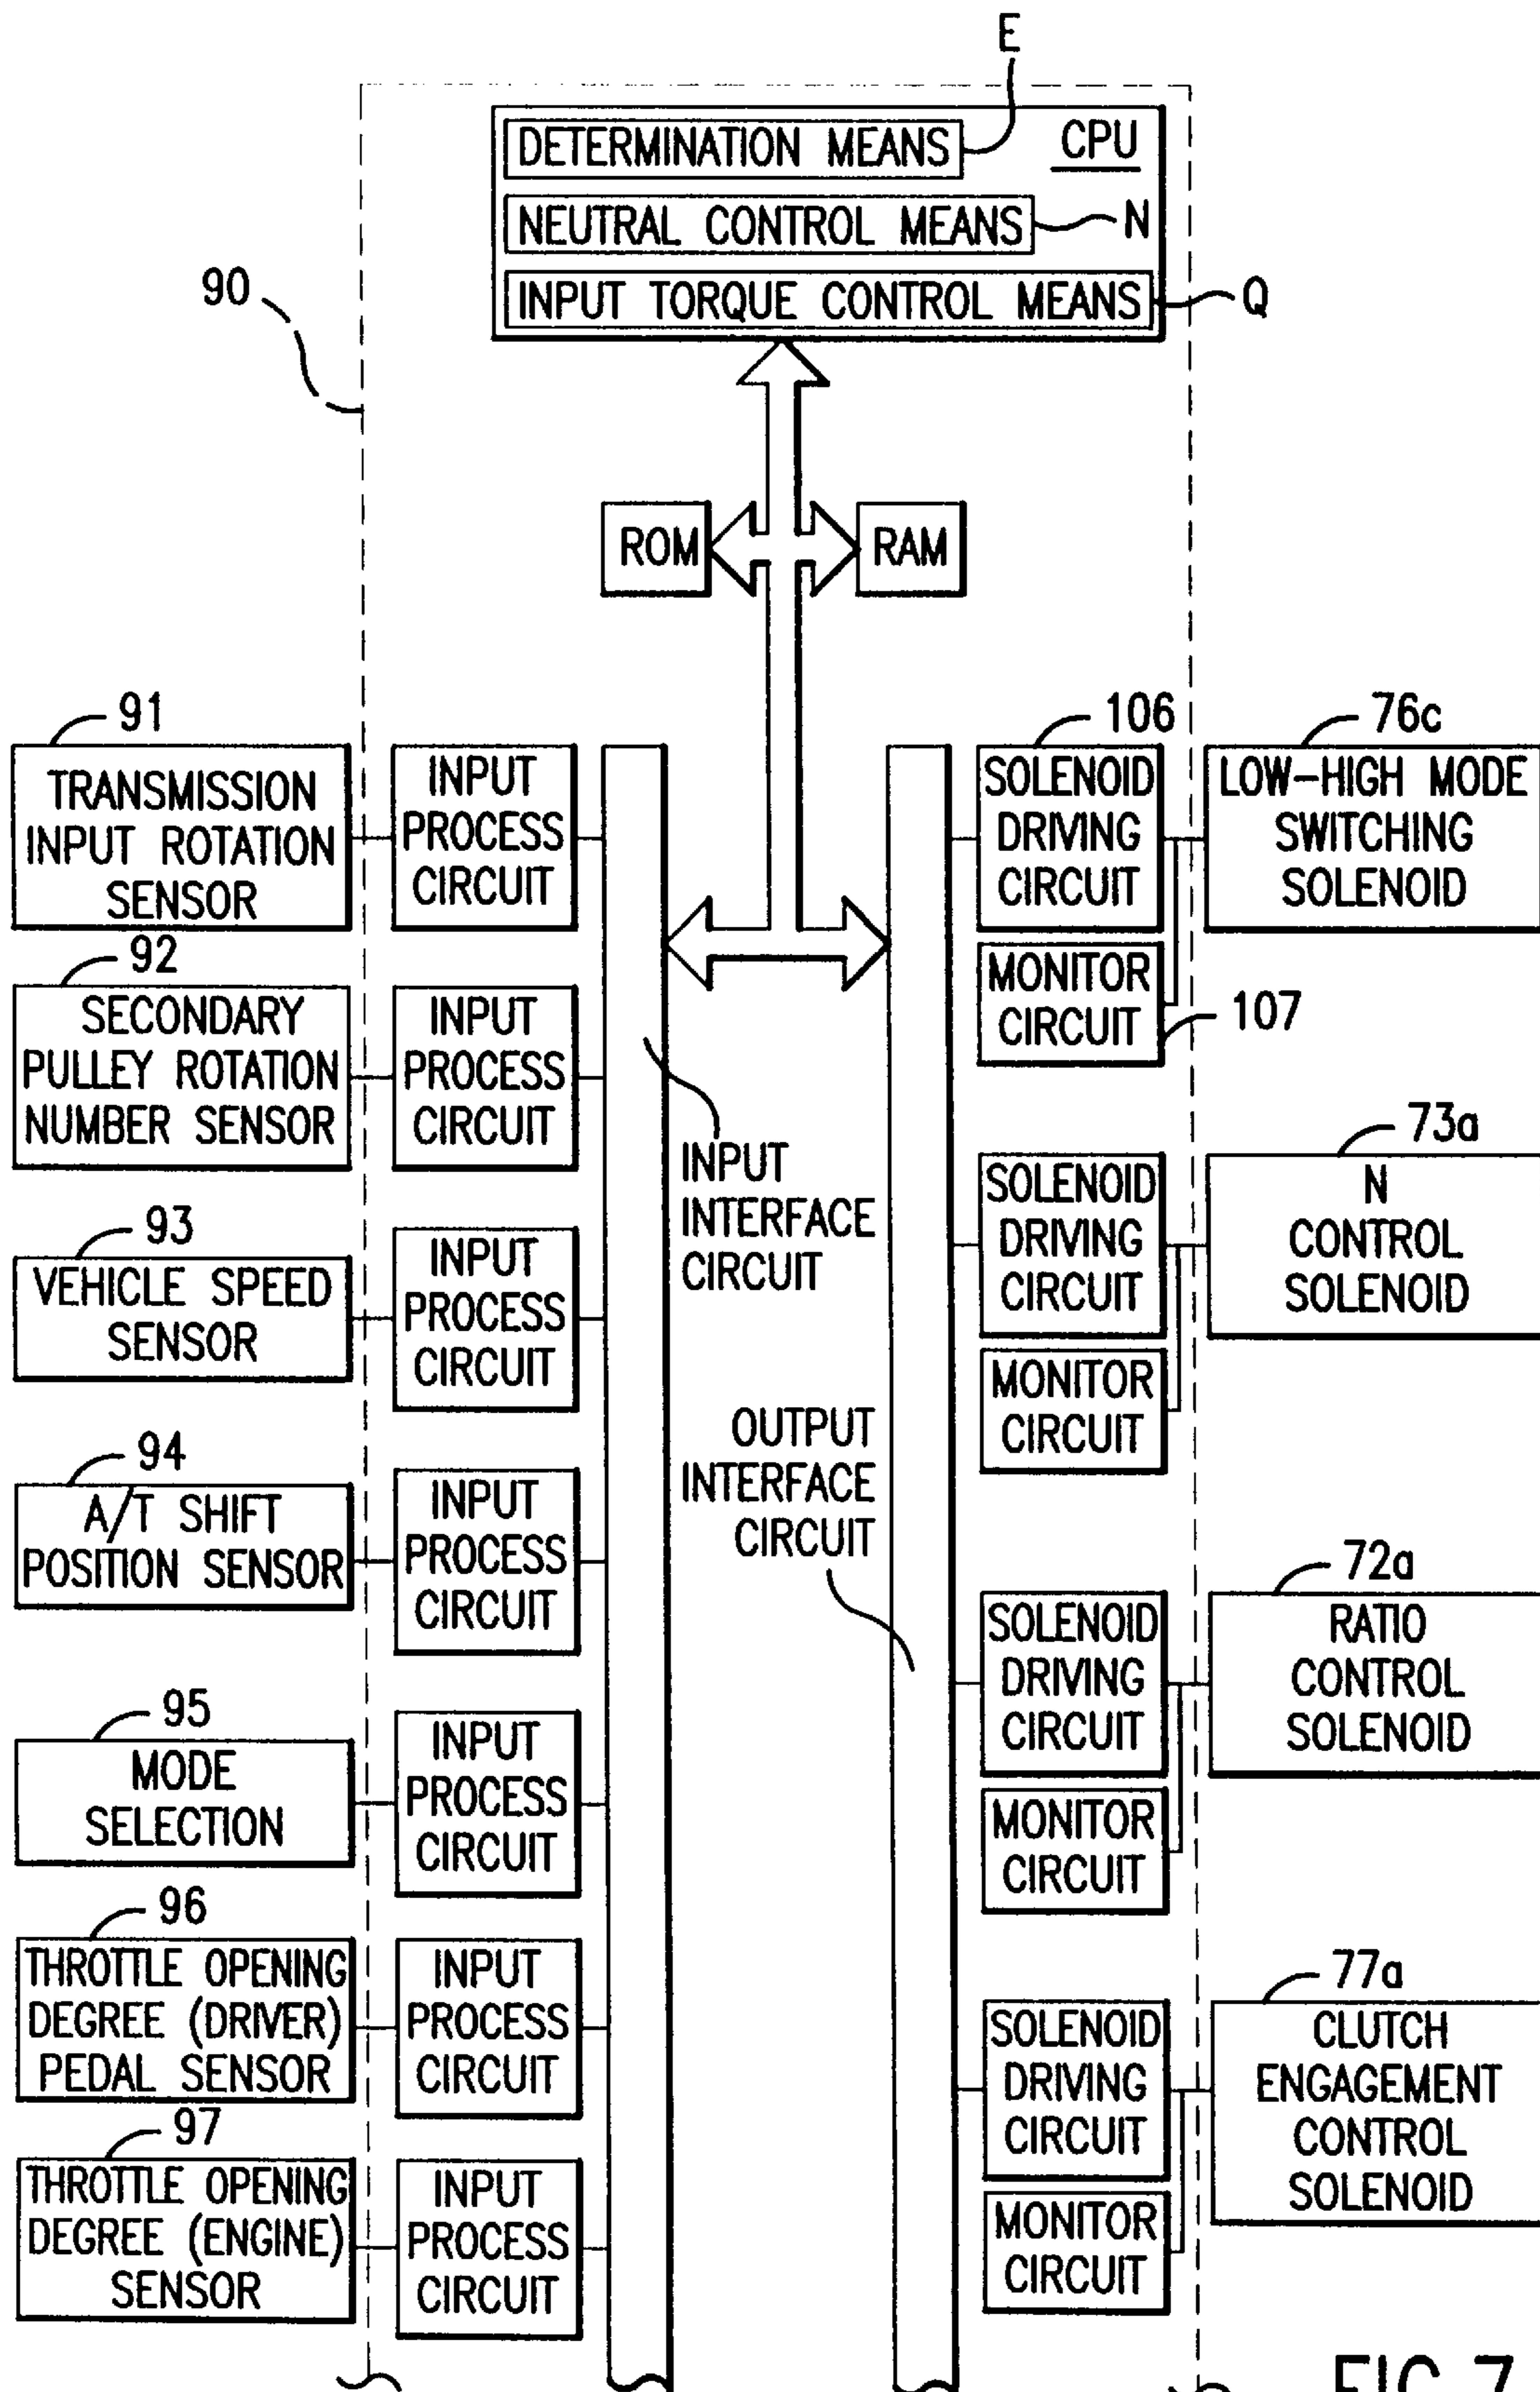 E
DETERMINATION MEANS
CPU
NEUTRAL CONTROL MEANS
N
INPUT TORQUE CONTROL MEANS
Q
90
ROM
RAM
91
TRANSMISSION
INPUT ROTATION
SENSOR
INPUT
PROCESS
CIRCUIT
92
SECONDARY
PULLEY ROTATION
NUMBER SENSOR
INPUT
PROCESS
CIRCUIT
93
VEHICLE SPEED
SENSOR
INPUT
PROCESS
CIRCUIT
94
A/T SHIFT
POSITION SENSOR
INPUT
PROCESS
CIRCUIT
95
MODE
SELECTION
INPUT
PROCESS
CIRCUIT
96
THROTTLE OPENING
DEGREE (DRIVER)
PEDAL SENSOR
INPUT
PROCESS
CIRCUIT
97
THROTTLE OPENING
DEGREE (ENGINE)
SENSOR
INPUT
PROCESS
CIRCUIT
INPUT
INTERFACE
CIRCUIT
OUTPUT
INTERFACE
CIRCUIT
106
SOLENOID
DRIVING
CIRCUIT
MONITOR
CIRCUIT
107
76c
LOW-HIGH MODE
SWITCHING
SOLENOID
SOLENOID
DRIVING
CIRCUIT
MONITOR
CIRCUIT
73a
N
CONTROL
SOLENOID
SOLENOID
DRIVING
CIRCUIT
MONITOR
CIRCUIT
72a
RATIO
CONTROL
SOLENOID
SOLENOID
DRIVING
CIRCUIT
MONITOR
CIRCUIT
77a
CLUTCH
ENGAGEMENT
CONTROL
SOLENOID
FIG.7